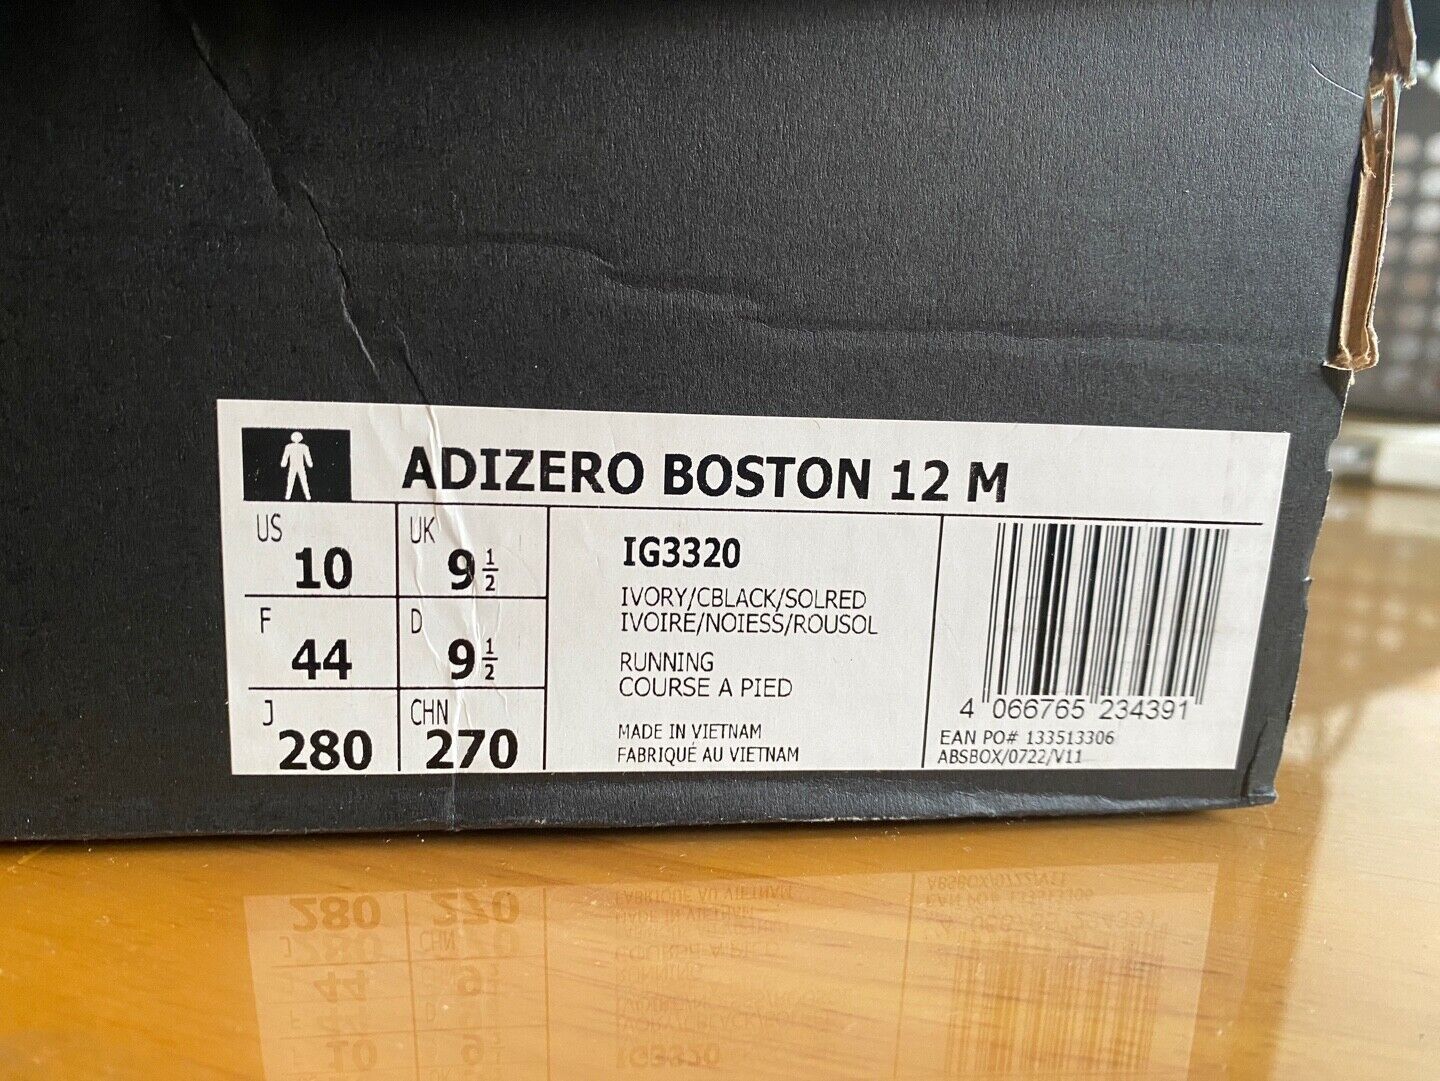 ADIZERO BOSTON 12 M
US 10
UK 9 1/2
F 44
D 9 1/2
J 280
CHN 270
IG3320
IVORY/CBLACK/SOLRED
IVOIRE/NOIESS/ROUSOL
RUNNING
COURSE A PIED
MADE IN VIETNAM
FABRIQUÉ AU VIETNAM
4 066765 234391
EAN PO# 133513306
ABSBOX/0722/V11